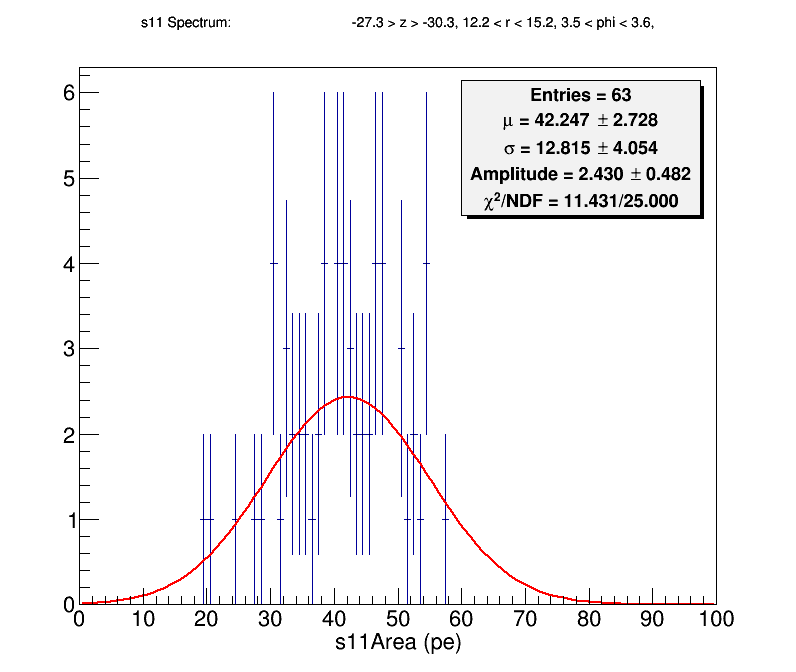 s11 Spectrum: -27.3 > z > -30.3, 12.2 < r < 15.2, 3.5 < phi < 3.6,
Entries = 63
μ = 42.247 ± 2.728
σ = 12.815 ± 4.054
Amplitude = 2.430 ± 0.482
χ²/NDF = 11.431/25.000
6
5
4
3
2
1
0
0 10 20 30 40 50 60 70 80 90 100
s11Area (pe)